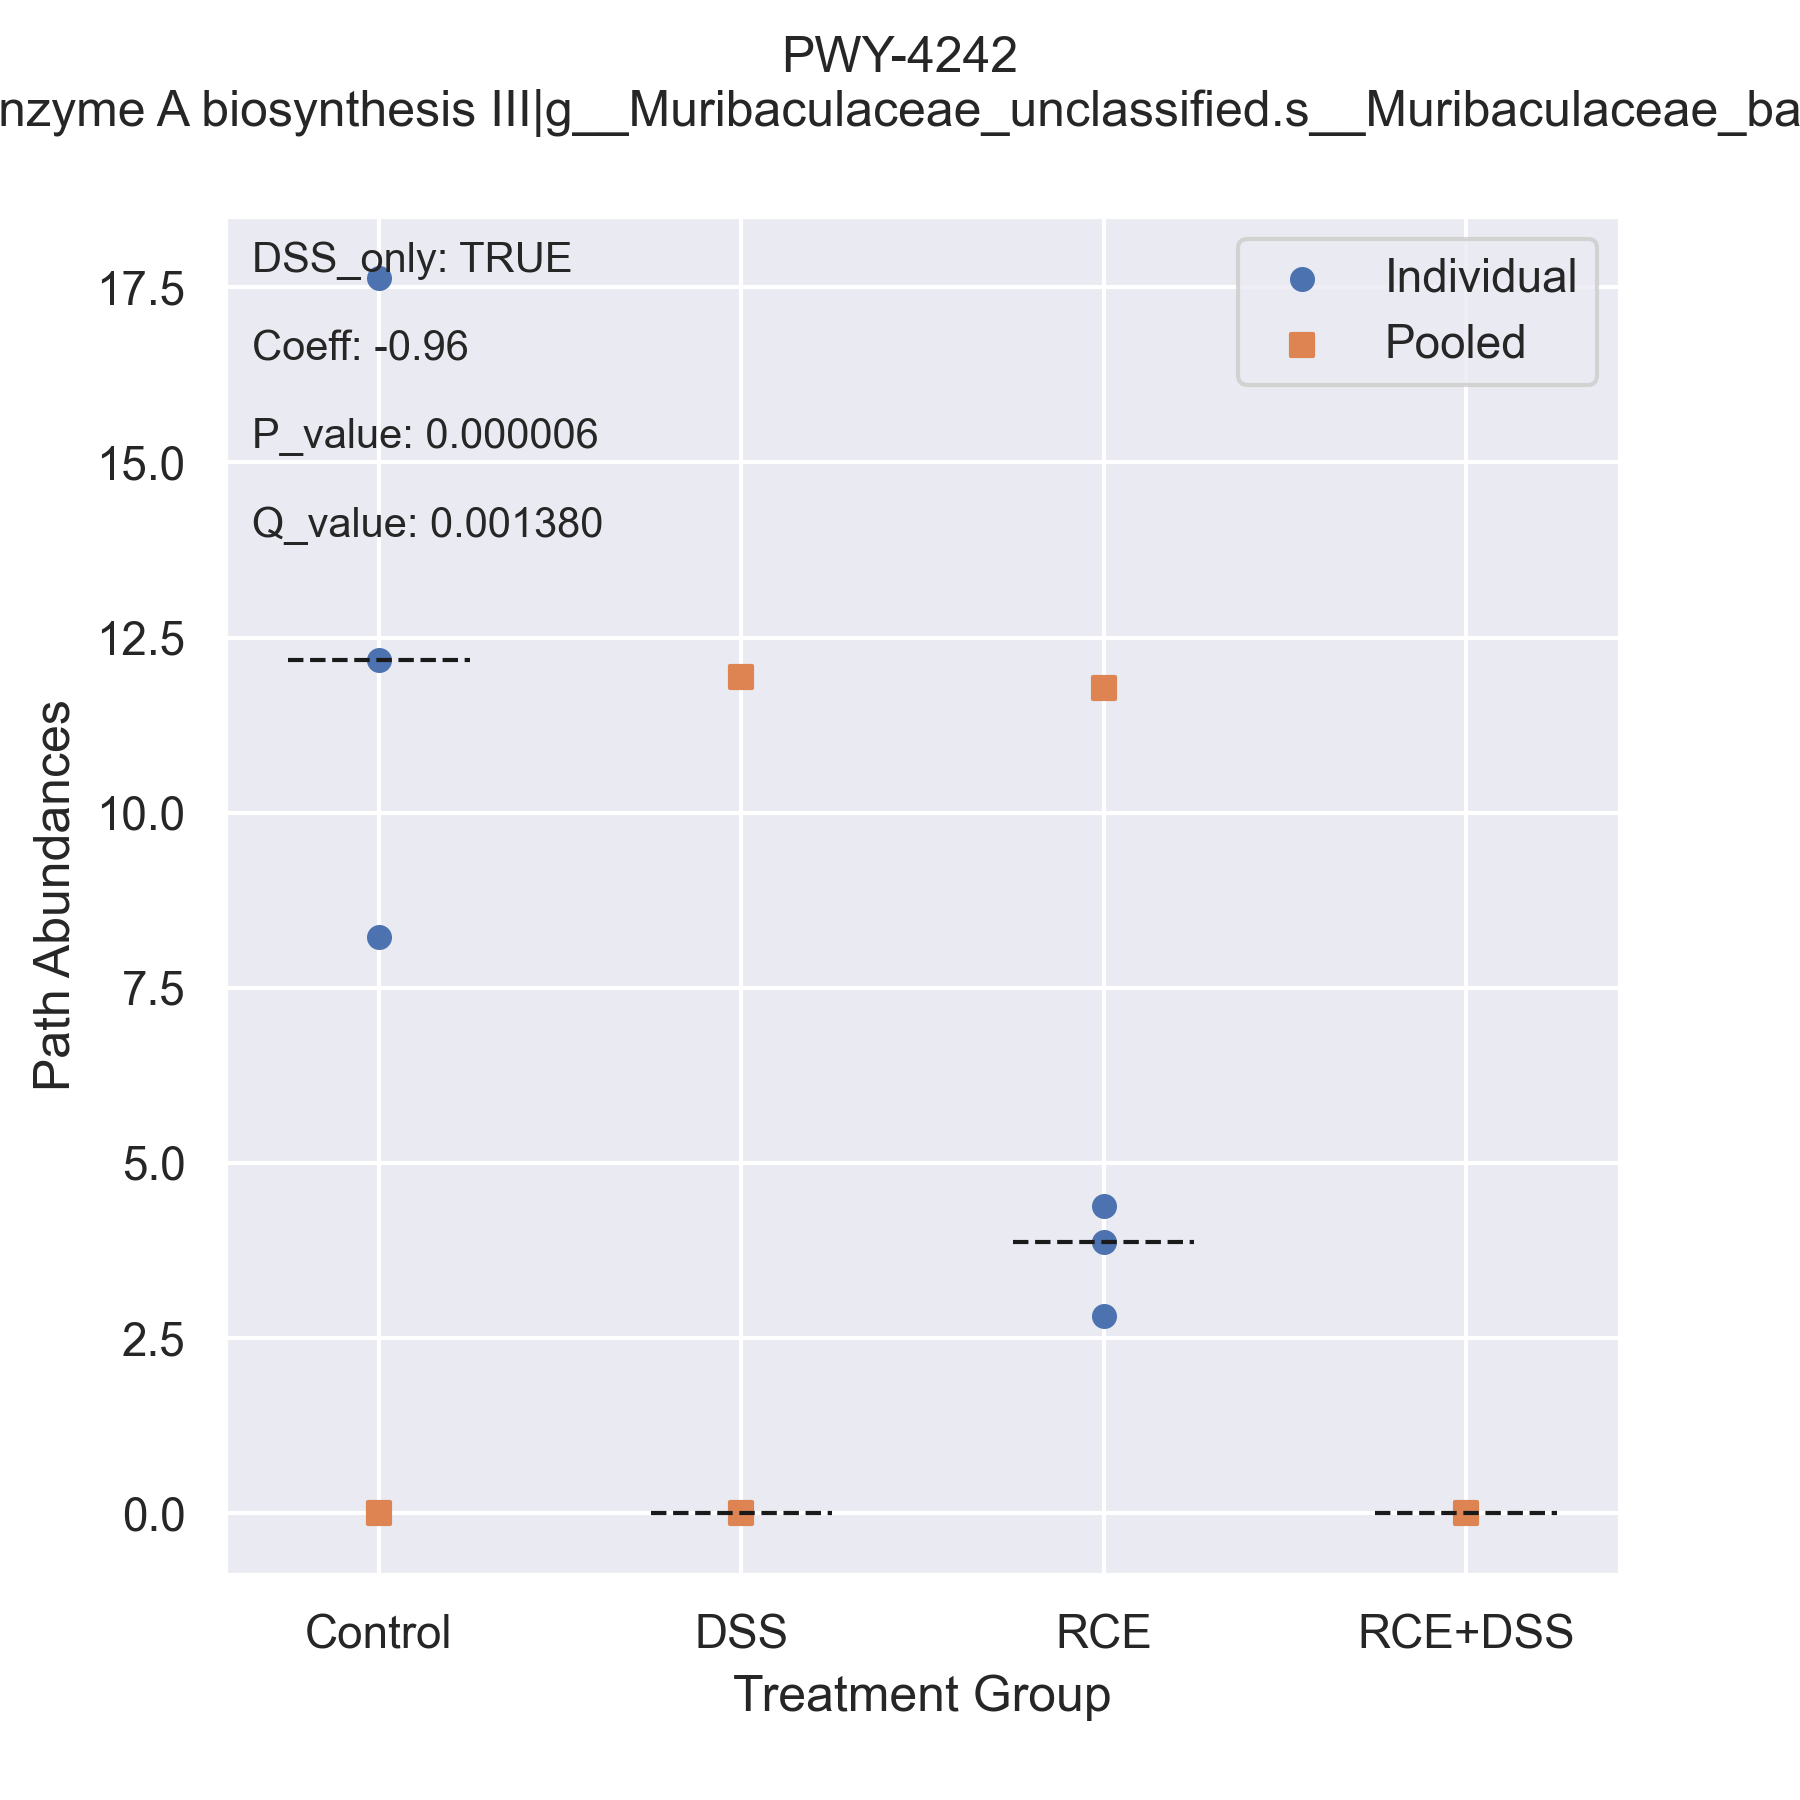 PWY-4242
nzyme A biosynthesis III|g__Muribaculaceae_unclassified.s__Muribaculaceae_ba
DSS_only: TRUE
Coeff: -0.96
P_value: 0.000006
Q_value: 0.001380
Individual
Pooled
17.5
15.0
12.5
10.0
7.5
5.0
2.5
0.0
Path Abundances
Control
DSS
RCE
RCE+DSS
Treatment Group